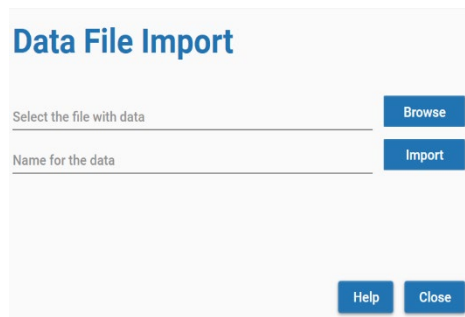 Data File Import
Select the file with data
Browse
Name for the data
Import
Help
Close